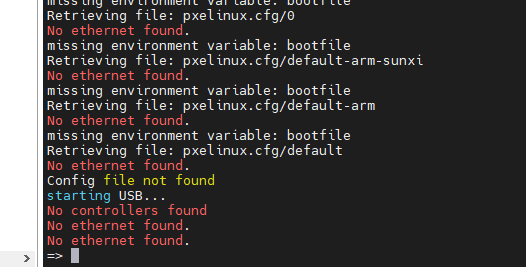 missing environment variable: bootfile
Retrieving file: pxelinux.cfg/0
No ethernet found.
missing environment variable: bootfile
Retrieving file: pxelinux.cfg/default-arm-sunxi
No ethernet found.
missing environment variable: bootfile
Retrieving file: pxelinux.cfg/default-arm
No ethernet found.
missing environment variable: bootfile
Retrieving file: pxelinux.cfg/default
No ethernet found.
Config file not found
starting USB...
No controllers found
No ethernet found.
No ethernet found.
=>